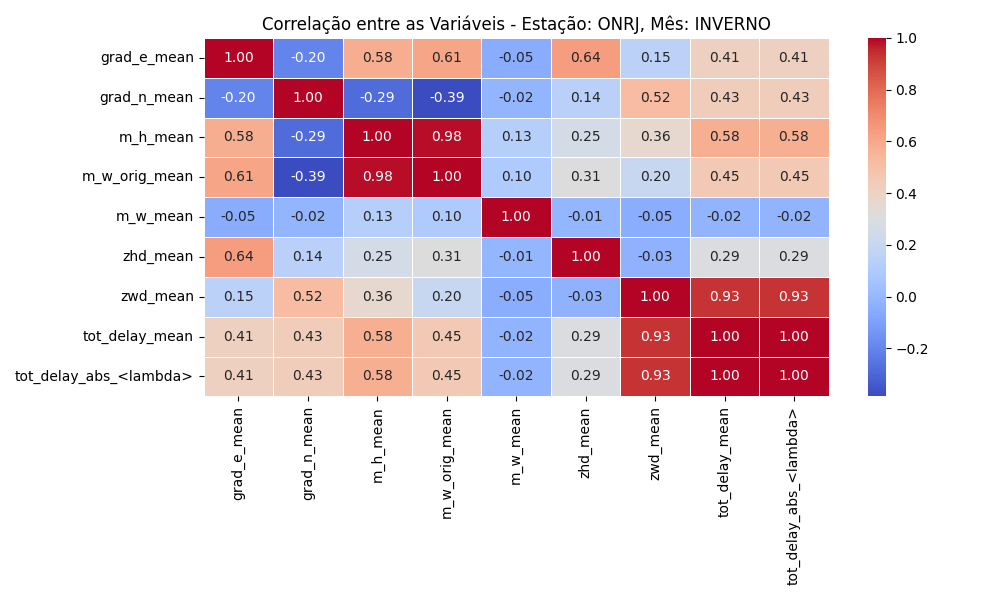 Correlação entre as Variáveis - Estação: ONRJ, Mês: INVERNO
grad_e_mean 1.00 -0.20 0.58 0.61 -0.05 0.64 0.15 0.41 0.41
grad_n_mean -0.20 1.00 -0.29 -0.39 -0.02 0.14 0.52 0.43 0.43
m_h_mean 0.58 -0.29 1.00 0.98 0.13 0.25 0.36 0.58 0.58
m_w_orig_mean 0.61 -0.39 0.98 1.00 0.10 0.31 0.20 0.45 0.45
m_w_mean -0.05 -0.02 0.13 0.10 1.00 -0.01 -0.05 -0.02 -0.02
zhd_mean 0.64 0.14 0.25 0.31 -0.01 1.00 -0.03 0.29 0.29
zwd_mean 0.15 0.52 0.36 0.20 -0.05 -0.03 1.00 0.93 0.93
tot_delay_mean 0.41 0.43 0.58 0.45 -0.02 0.29 0.93 1.00 1.00
tot_delay_abs_<lambda> 0.41 0.43 0.58 0.45 -0.02 0.29 0.93 1.00 1.00
grad_e_mean
grad_n_mean
m_h_mean
m_w_orig_mean
m_w_mean
zhd_mean
zwd_mean
tot_delay_mean
tot_delay_abs_<lambda>
1.0
0.8
0.6
0.4
0.2
0.0
−0.2